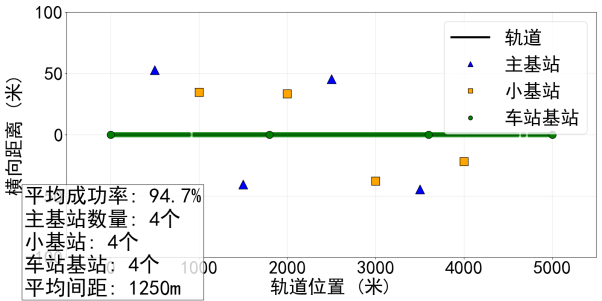 100
50
0
横向距离 (米)
轨道
主基站
小基站
车站基站
平均成功率: 94.7%
主基站数量: 4个
小基站: 4个
车站基站: 4个
平均间距: 1250m
0 1000 2000 3000 4000 5000
轨道位置 (米)